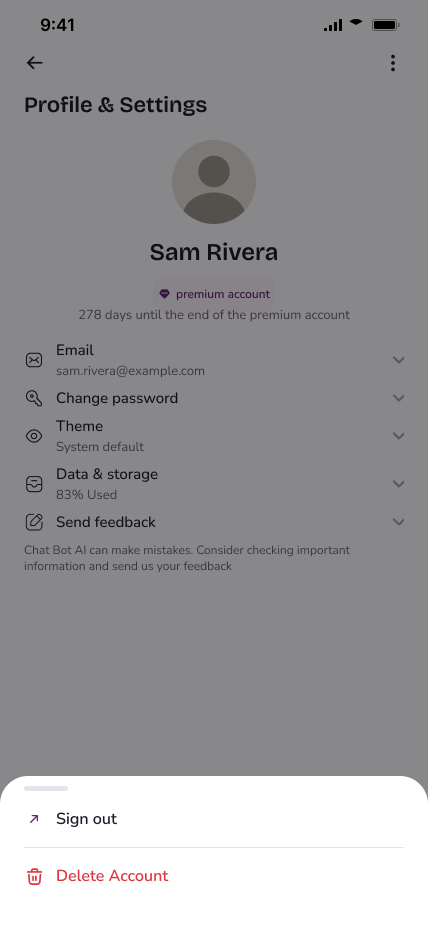 9:41
Profile & Settings
Sam Rivera
premium account
278 days until the end of the premium account
Email
sam.rivera@example.com
Change password
Theme
System default
Data & storage
83% Used
Send feedback
Chat Bot AI can make mistakes. Consider checking important
information and send us your feedback
Sign out
Delete Account